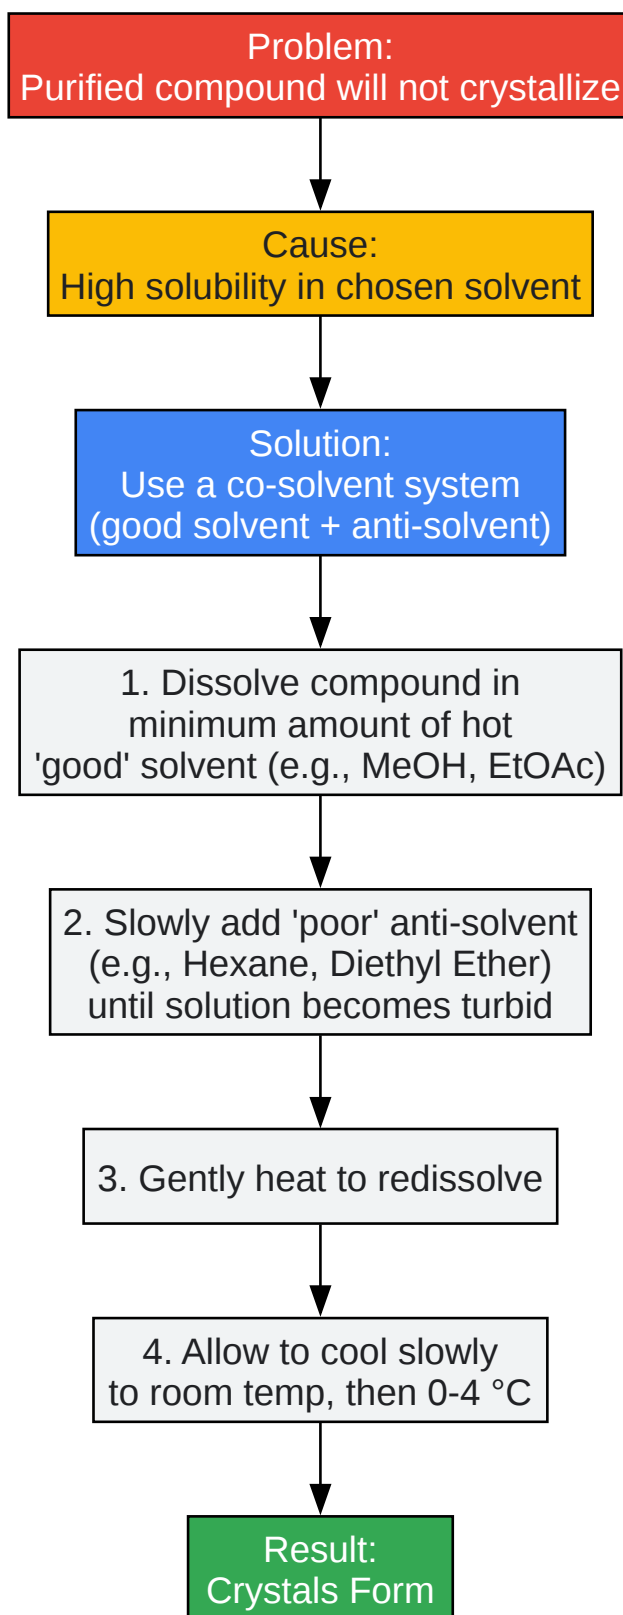 Problem:
Purified compound will not crystallize
Cause:
High solubility in chosen solvent
Solution:
Use a co-solvent system
(good solvent + anti-solvent)
1. Dissolve compound in
minimum amount of hot
'good' solvent (e.g., MeOH, EtOAc)
2. Slowly add 'poor' anti-solvent
(e.g., Hexane, Diethyl Ether)
until solution becomes turbid
3. Gently heat to redissolve
4. Allow to cool slowly
to room temp, then 0-4 °C
Result:
Crystals Form